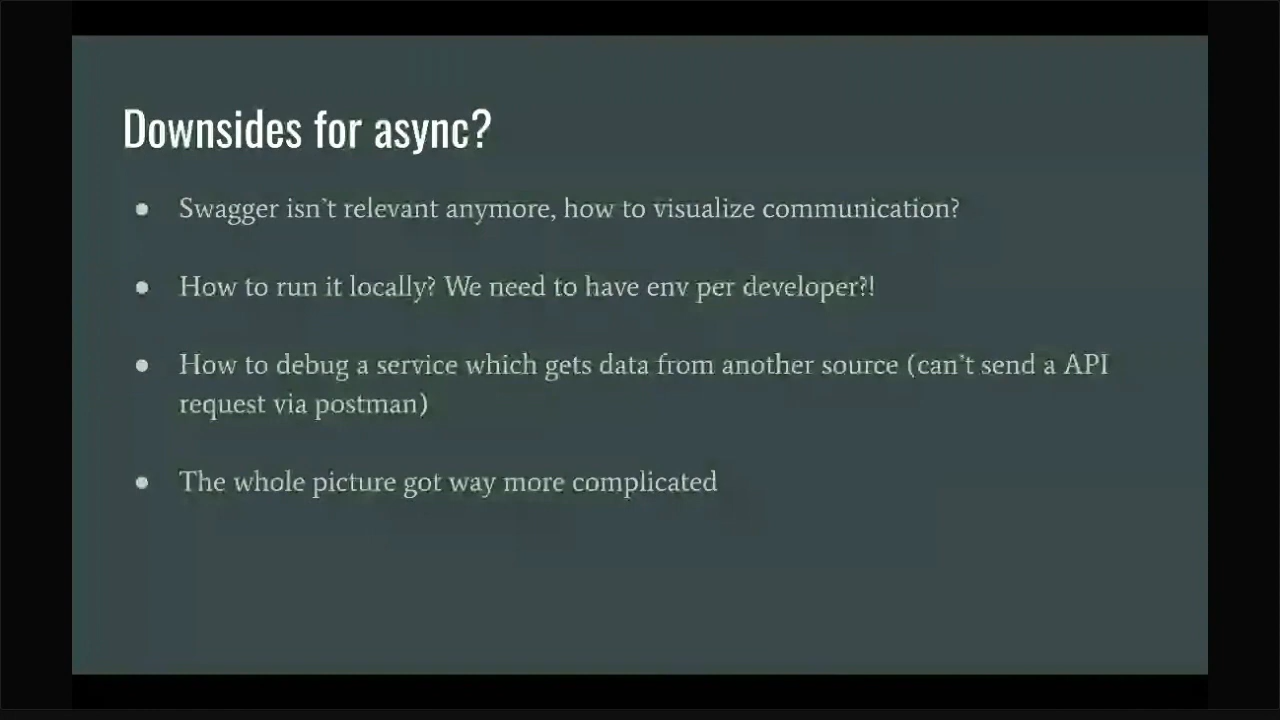 Downsides for async?
● Swagger isn't relevant anymore, how to visualize communication?
● How to run it locally? We need to have env per developer?!
● How to debug a service which gets data from another source (can't send a API
request via postman)
● The whole picture got way more complicated